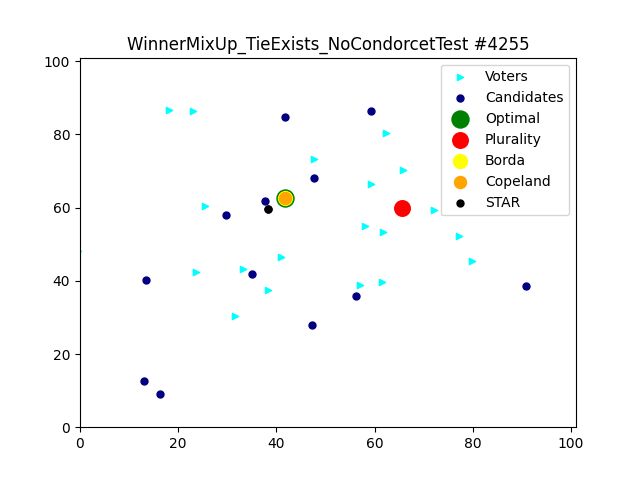 WinnerMixUp_TieExists_NoCondorcetTest #4255
Voters
Candidates
Optimal
Plurality
Borda
Copeland
STAR
100
80
60
40
20
0
0 20 40 60 80 100